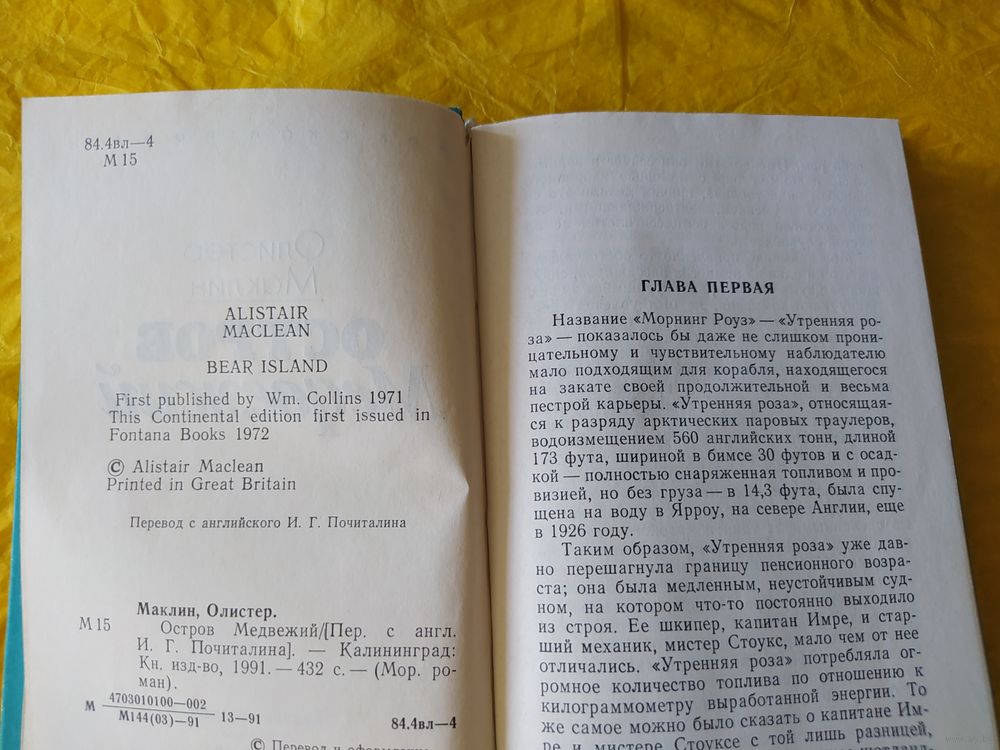 84.4вл—4
М 15
ALISTAIR
MACLEAN
BEAR ISLAND
First published by Wm. Collins 1971
This Continental edition first issued in
Fontana Books 1972
© Alistair Maclean
Printed in Great Britain
Перевод с английского И. Г. Почиталина
Маклин, Олистер.
М 15 Остров Медвежий/[Пер. с англ.
И. Г. Почиталина]. — Калининград:
Кн. изд-во, 1991. — 432 с. — (Мор. ро-
ман).
М 4703010100—002
М144(03)—91 13—91
84.4вл—4
© Перевод и оформление
ГЛАВА ПЕРВАЯ
Название «Морнинг Роуз» — «Утренняя ро-
за» — показалось бы даже не слишком прони-
цательному и чувствительному наблюдателю
мало подходящим для корабля, находящегося
на закате своей продолжительной и весьма
пестрой карьеры. «Утренняя роза», относящая-
ся к разряду арктических паровых траулеров,
водоизмещением 560 английских тонн, длиной
173 фута, шириной в бимсе 30 футов и с осад-
кой — полностью снаряженная топливом и про-
визией, но без груза — в 14,3 фута, была спу-
щена на воду в Ярроу, на севере Англии, еще
в 1926 году.
Таким образом, «Утренняя роза» уже дав-
но перешагнула границу пенсионного возра-
ста; она была медленным, неустойчивым суд-
ном, на котором что-то постоянно выходило
из строя. Ее шкипер, капитан Имре, и стар-
ший механик, мистер Стоукс, мало чем от нее
отличались. «Утренняя роза» потребляла ог-
ромное количество топлива по отношению к
килограммометру выработанной энергии. То
же самое можно было сказать о капитане Им-
ре и мистере Стоуксе с той лишь разницей,